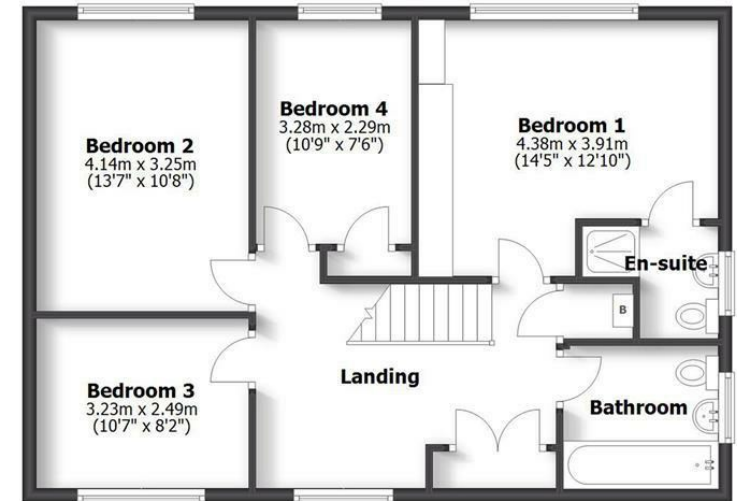 Bedroom 2
4.14m x 3.25m
(13'7" x 10'8")
Bedroom 4
3.28m x 2.29m
(10'9" x 7'6")
Bedroom 1
4.38m x 3.91m
(14'5" x 12'10")
En-suite
B
Landing
Bedroom 3
3.23m x 2.49m
(10'7" x 8'2")
Bathroom